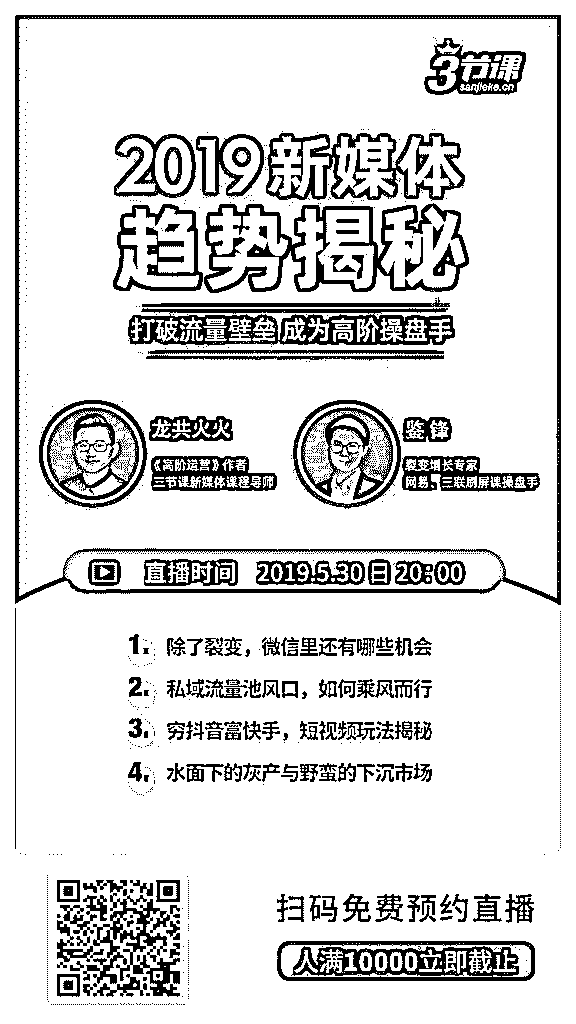 3节课
sanjieke.cn
2019新媒体
趋势揭秘
打破流量壁垒 成为高阶操盘手
龙共火火
《高阶运营》作者
三节课新媒体课程导师
鉴锋
裂变增长专家
网易、三联刷屏课操盘手
直播时间 2019.5.30 日 20:00
1. 除了裂变，微信里还有哪些机会
2. 私域流量池风口，如何乘风而行
3. 穷抖音富快手，短视频玩法揭秘
4. 水面下的灰产与野蛮的下沉市场
扫码免费预约直播
人满10000立即截止